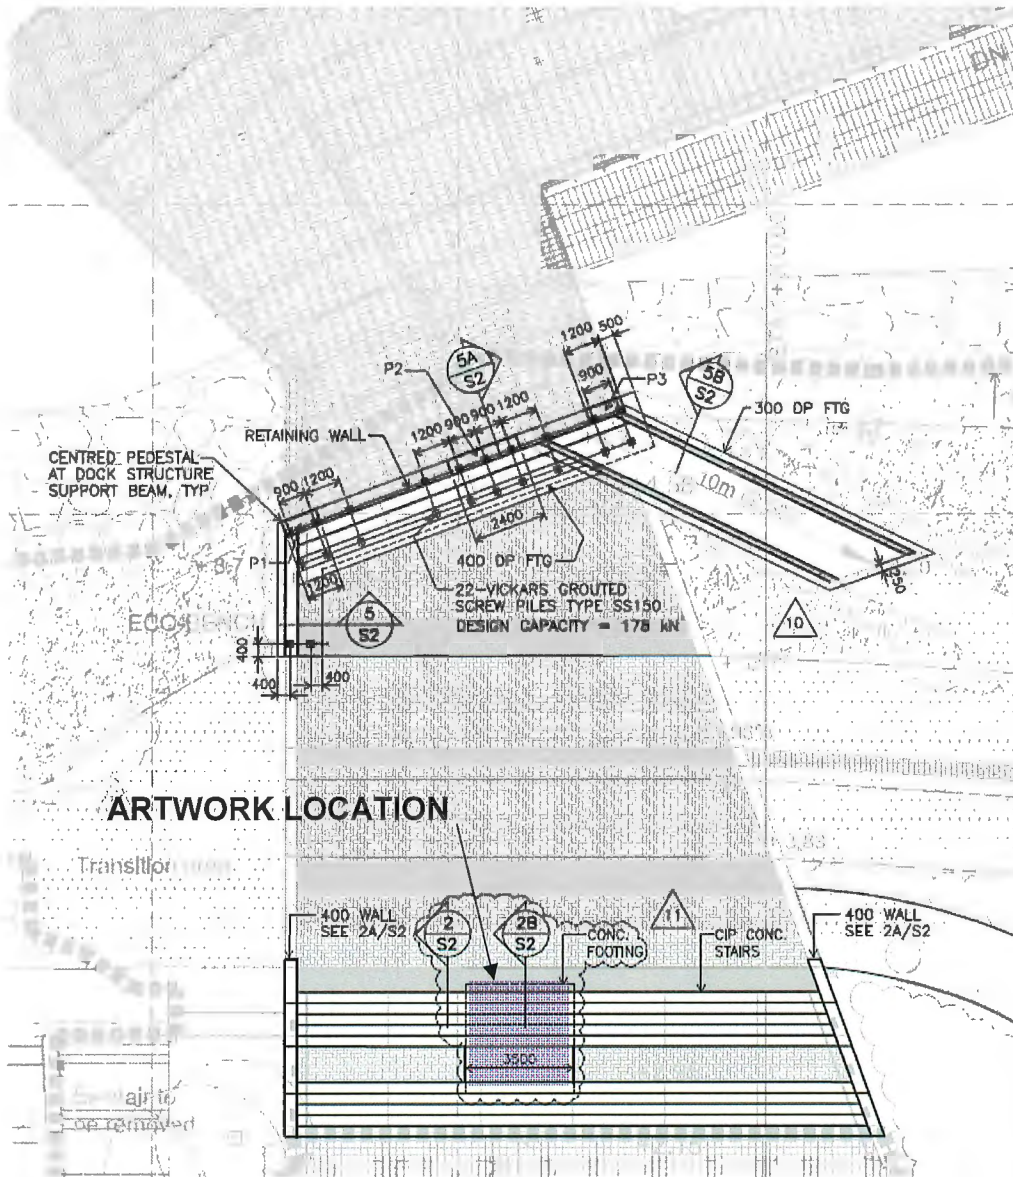 DN
1200 500
5A
S2
P2
900
P3
5B
S2
300 DP FTG
1200 900 900 1200
RETAINING WALL
CENTRED PEDESTAL
AT DOCK STRUCTURE
SUPPORT BEAM, TYP
900 1200
10m
2400
400 DP FTG
P1
1200
250
22-VICKARS GROUTED
SCREW PILES TYPE SS150
DESIGN CAPACITY = 178 kN
5
S2
10
400
400
400
ARTWORK LOCATION
3.83
Transition
400 WALL
SEE 2A/S2
2
S2
2B
S2
11
CONC.
FOOTING
CIP CONC.
STAIRS
400 WALL
SEE 2A/S2
3500
be removed